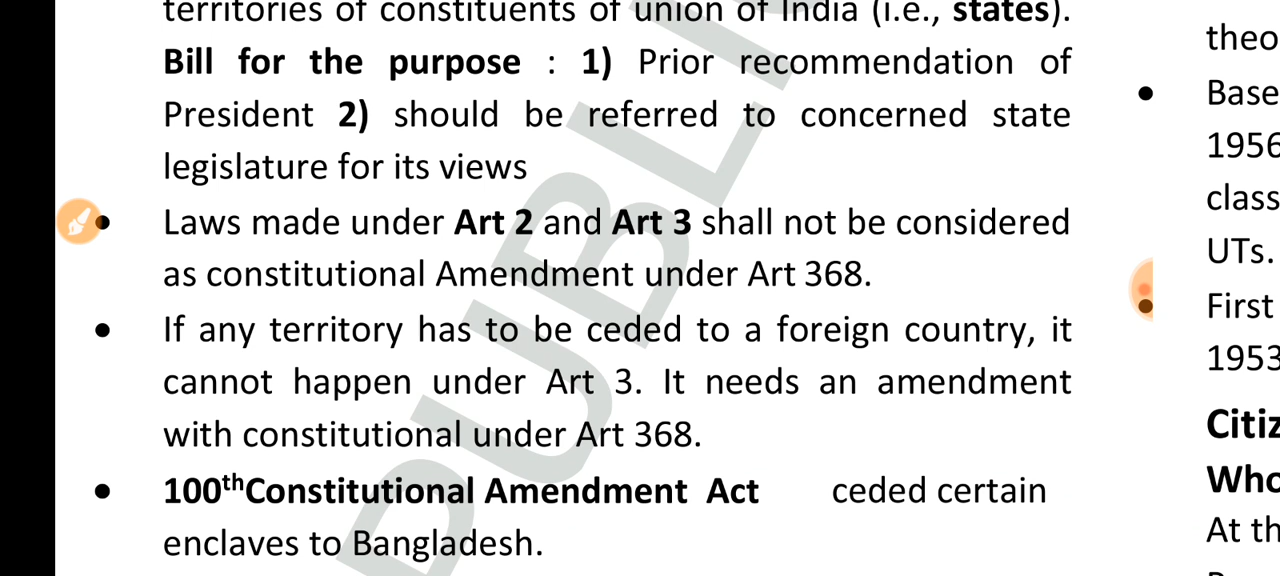 territories of constituents of union of India (i.e., states).
Bill for the purpose : 1) Prior recommendation of
President 2) should be referred to concerned state
legislature for its views
• Laws made under Art 2 and Art 3 shall not be considered
as constitutional Amendment under Art 368.
• If any territory has to be ceded to a foreign country, it
cannot happen under Art 3. It needs an amendment
with constitutional under Art 368.
• 100thConstitutional Amendment Act ceded certain
enclaves to Bangladesh.
theo
• Base
1956
class
UTs.
• First
1953
Citiz
Who
At th
PUBLI